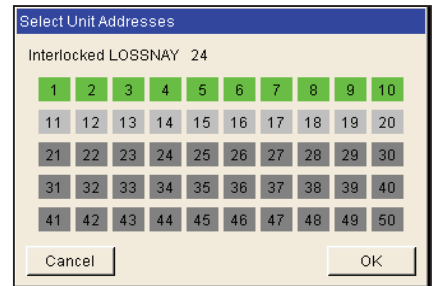 Select Unit Addresses
Interlocked LOSSNAY 24
1 2 3 4 5 6 7 8 9 10
11 12 13 14 15 16 17 18 19 20
21 22 23 24 25 26 27 28 29 30
31 32 33 34 35 36 37 38 39 40
41 42 43 44 45 46 47 48 49 50
Cancel OK